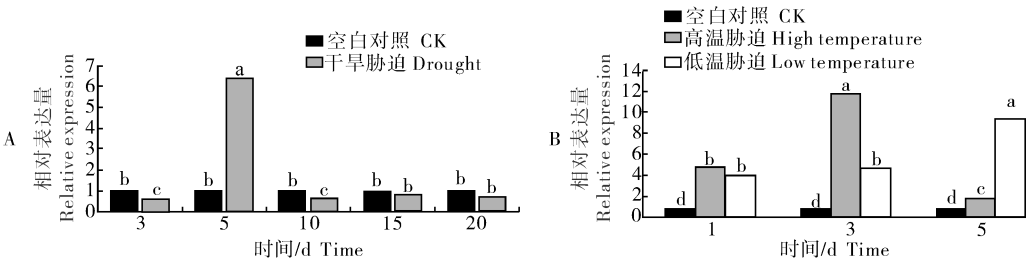 A
空白对照 CK
干旱胁迫 Drought
相对表达量
Relative expression
7
6
5
4
3
2
1
0
b c b a b c b b b b
3 5 10 15 20
时间/d Time
B
空白对照 CK
高温胁迫 High temperature
低温胁迫 Low temperature
相对表达量
Relative expression
14
12
10
8
6
4
2
0
d b b d a b d c a
1 3 5
时间/d Time